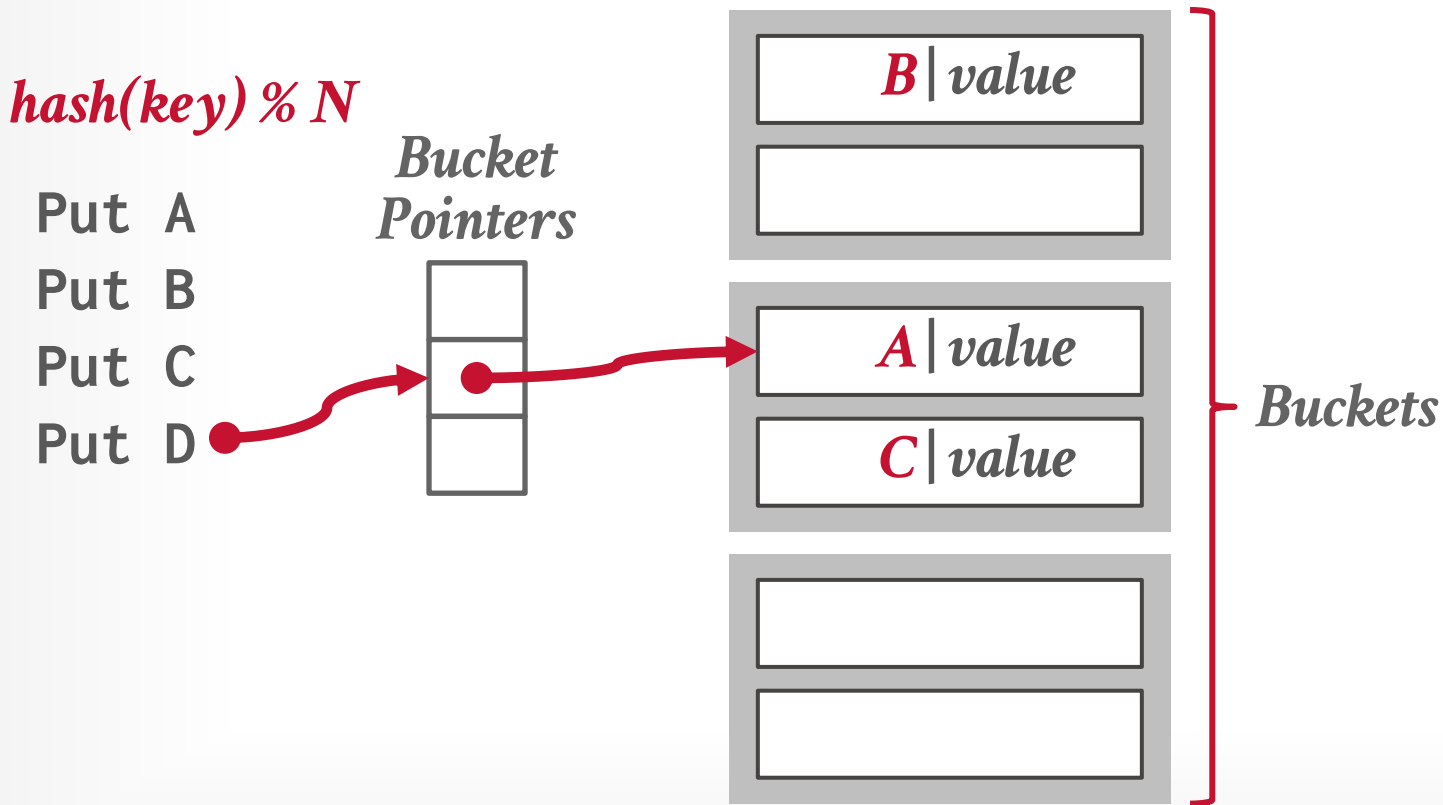 hash(key) % N
Put A
Put B
Put C
Put D
Bucket
Pointers
B| value
A| value
C| value
Buckets